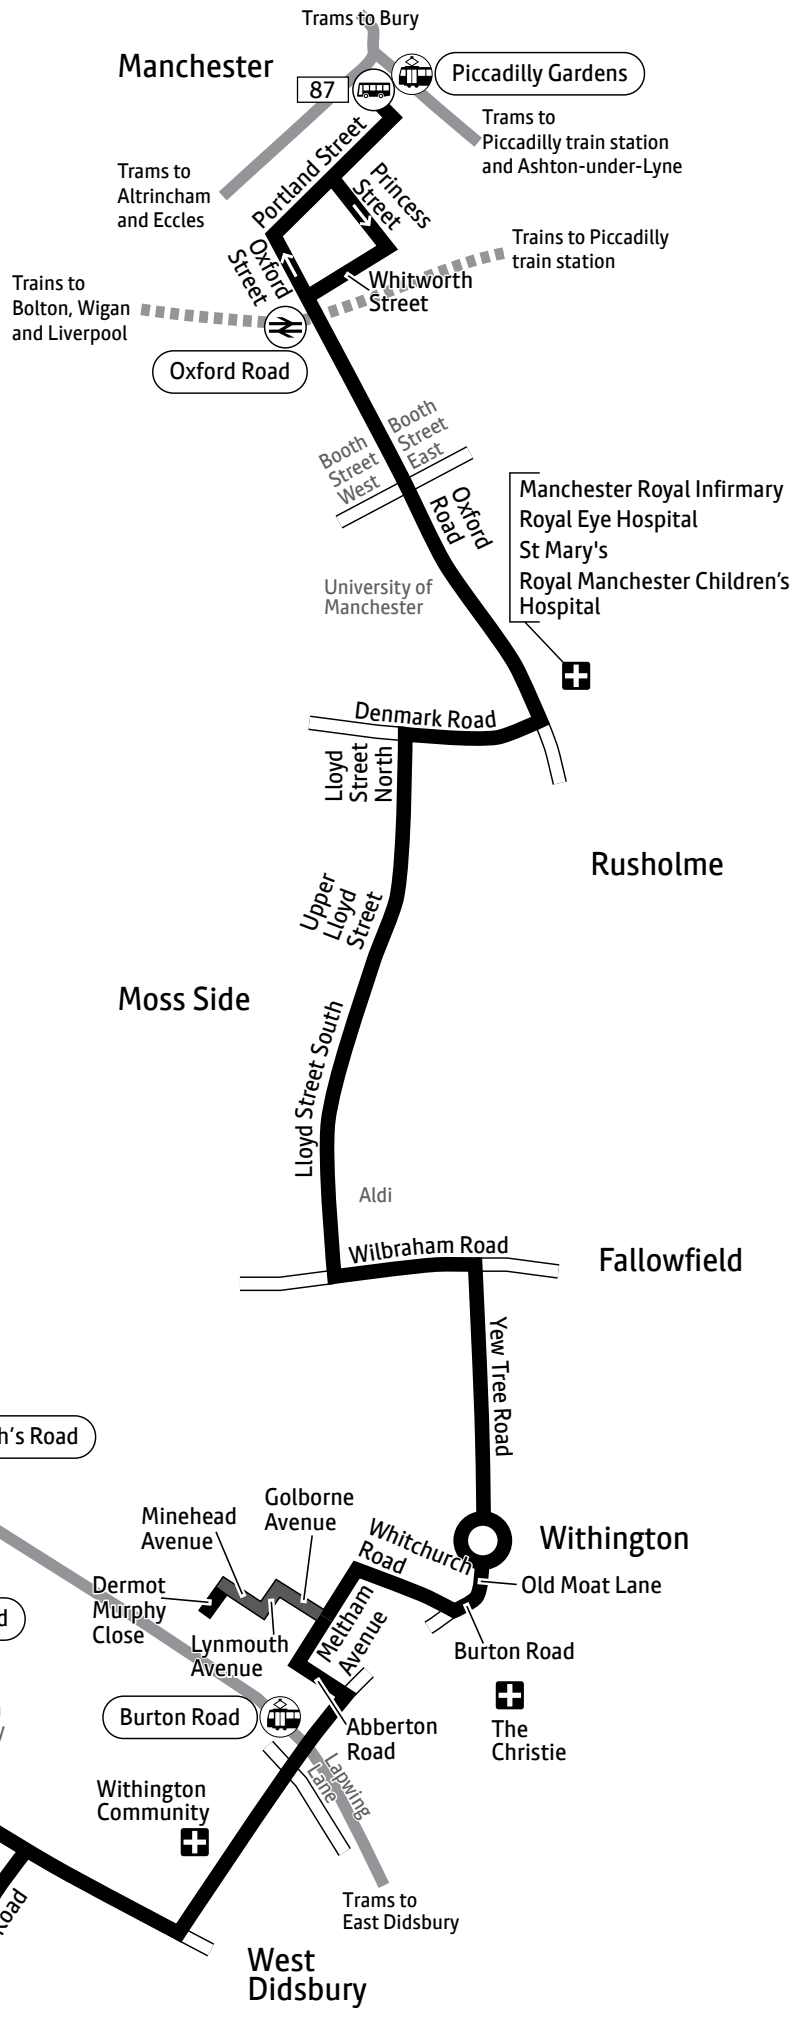 Trams to Bury
Manchester
87
Piccadilly Gardens
Trams to
Piccadilly train station
and Ashton-under-Lyne
Trams to
Altrincham
and Eccles
Portland Street
Princess
Street
Oxford
Street
Whitworth
Street
Trains to Piccadilly
train station
Trains to
Bolton, Wigan
and Liverpool
Oxford Road
Booth
Street
West
Booth
Street
East
Oxford
Road
Manchester Royal Infirmary
Royal Eye Hospital
St Mary's
Royal Manchester Children’s
Hospital
University of
Manchester
Denmark Road
Lloyd
Street
North
Rusholme
Upper
Lloyd
Street
Moss Side
Lloyd Street South
Aldi
Wilbraham Road
Fallowfield
Yew Tree Road
h’s Road
Minehead
Avenue
Golborne
Avenue
Whitchurch
Road
Withington
Dermot
Murphy
Close
Old Moat Lane
d
Lynmouth
Avenue
Meltham
Avenue
Burton Road
Burton Road
Abberton
Road
The
Christie
y
Lapwing
Lane
Withington
Community
Road
Trams to
East Didsbury
West
Didsbury